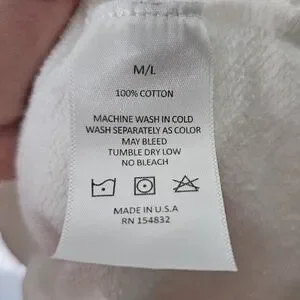 M/L
100% COTTON
MACHINE WASH IN COLD
WASH SEPARATELY AS COLOR
MAY BLEED
TUMBLE DRY LOW
NO BLEACH
MADE IN U.S.A
RN 154832